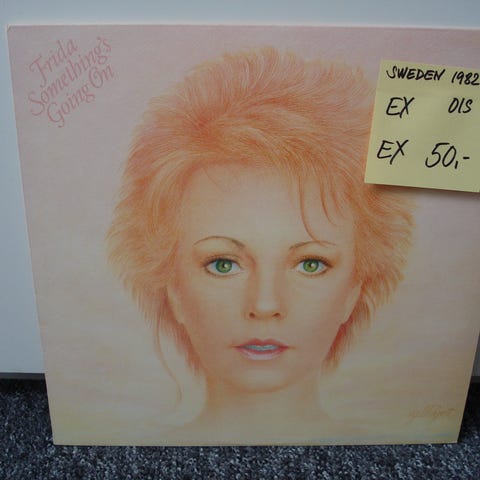 Frida
Something's
Going On
SWEDEN 1982
EX OIS
EX 50,-